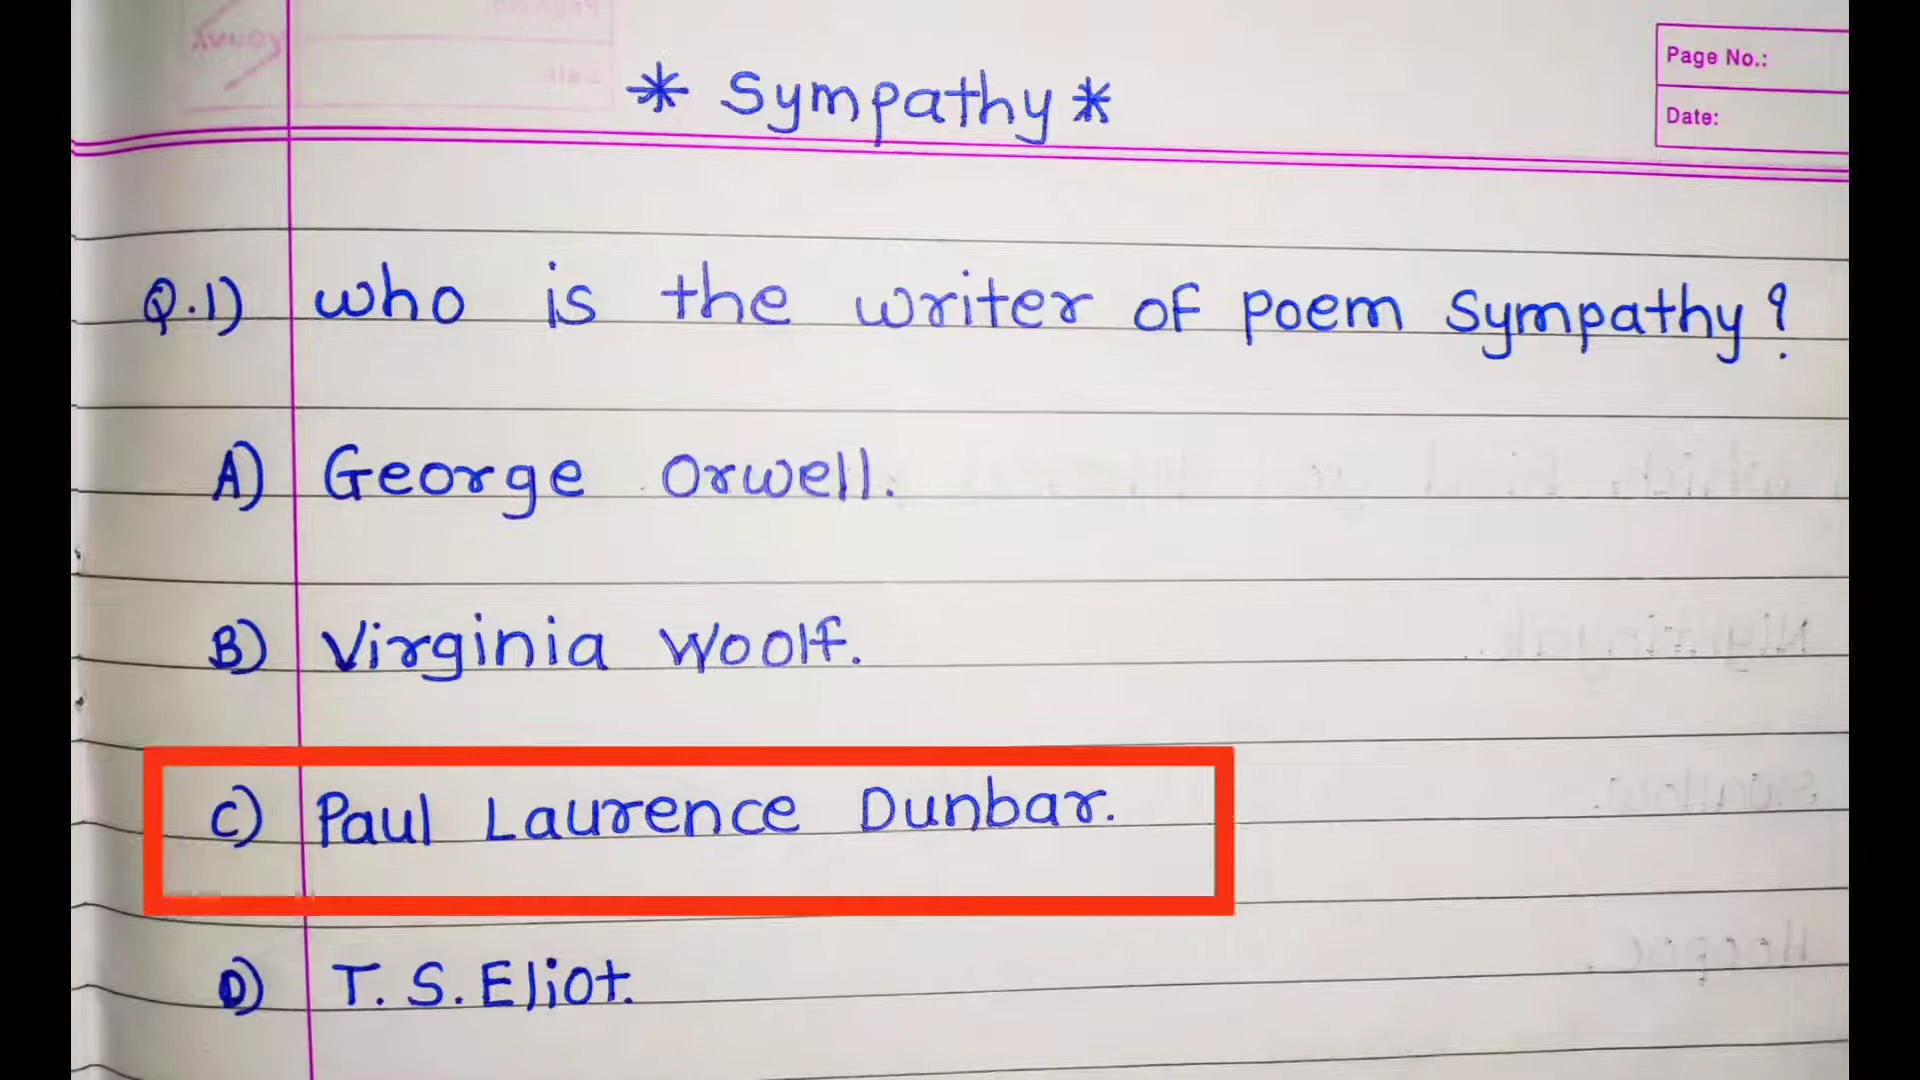 Page No.:
Date:
* Sympathy *
Q.1) who is the writer of poem sympathy?
A) George Orwell.
B) Virginia Woolf.
C) Paul Laurence Dunbar.
D) T. S. Eliot.